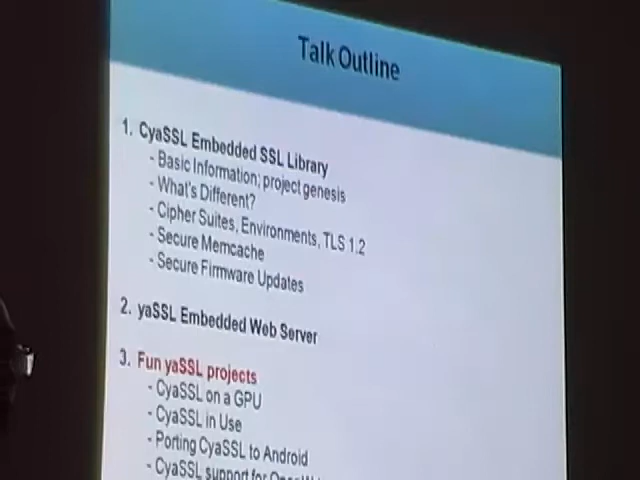 Talk Outline
1. CyaSSL Embedded SSL Library
- Basic Information; project genesis
- What's Different?
- Cipher Suites, Environments, TLS 1.2
- Secure Memcache
- Secure Firmware Updates
2. yaSSL Embedded Web Server
3. Fun yaSSL projects
- CyaSSL on a GPU
- CyaSSL in Use
- Porting CyaSSL to Android
- CyaSSL support for